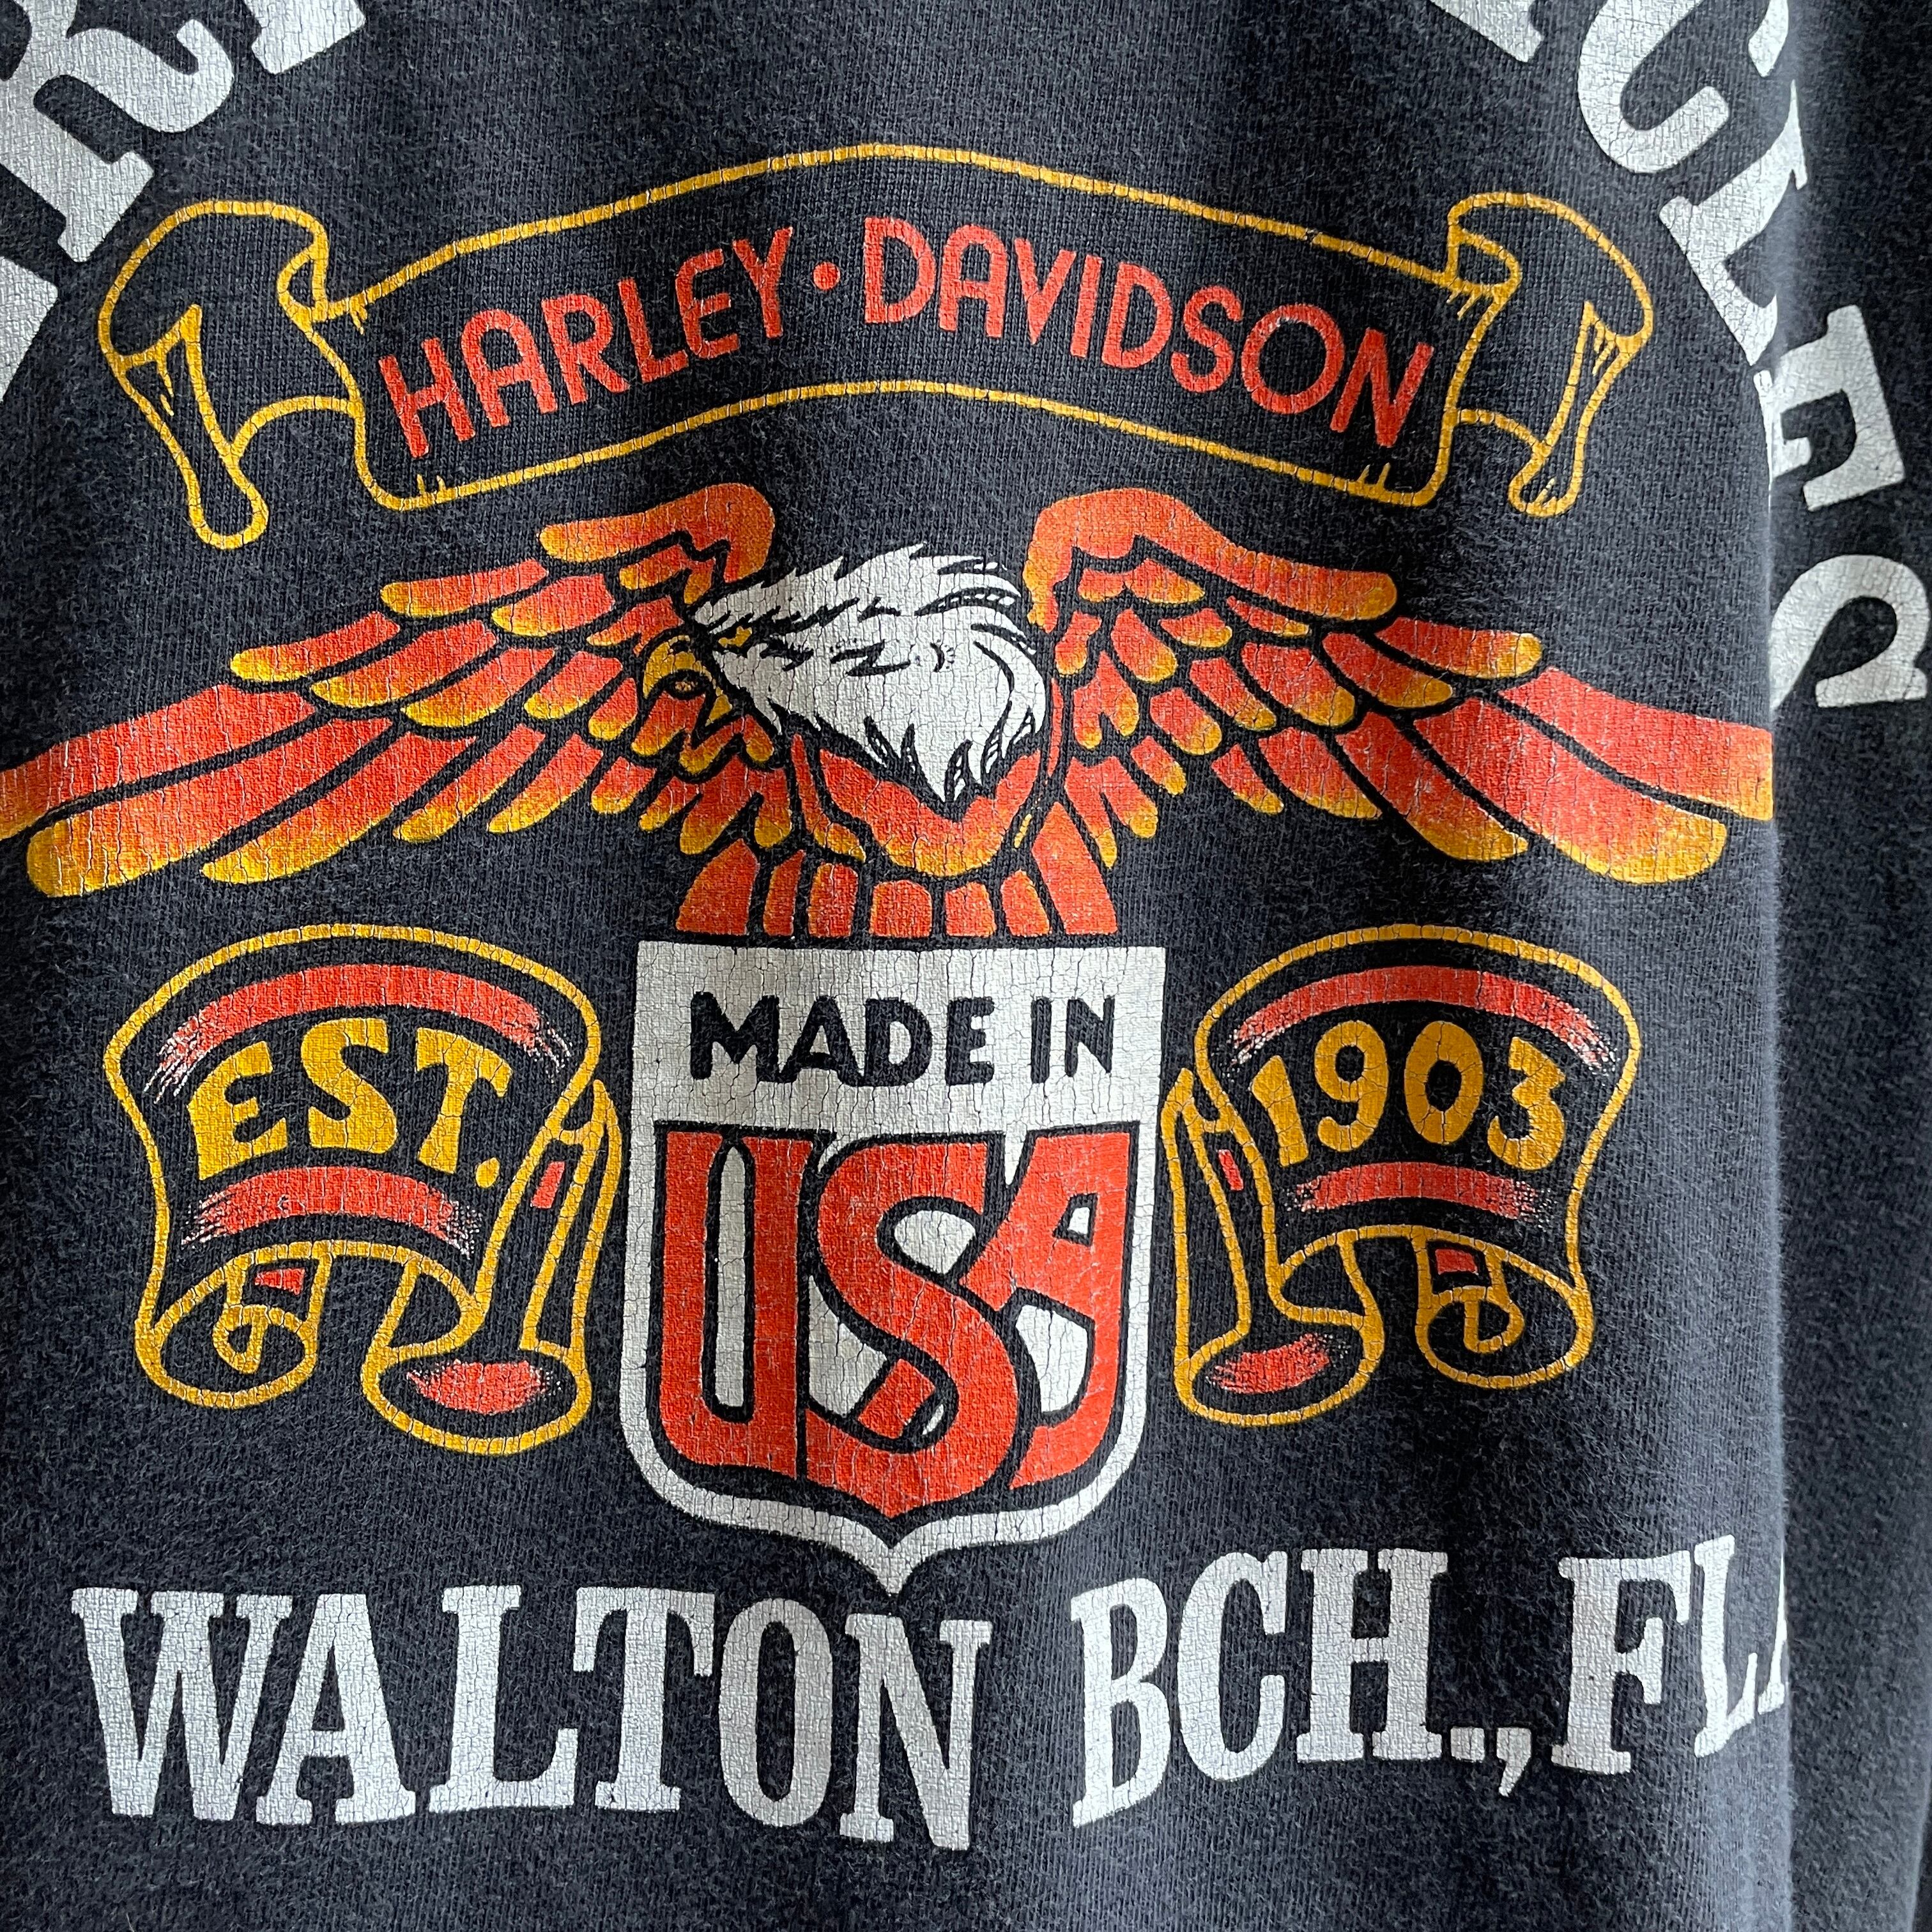 HARLEY · DAVIDSON
EST.
MADE IN
USA
1903
WALTON BCH., FLA